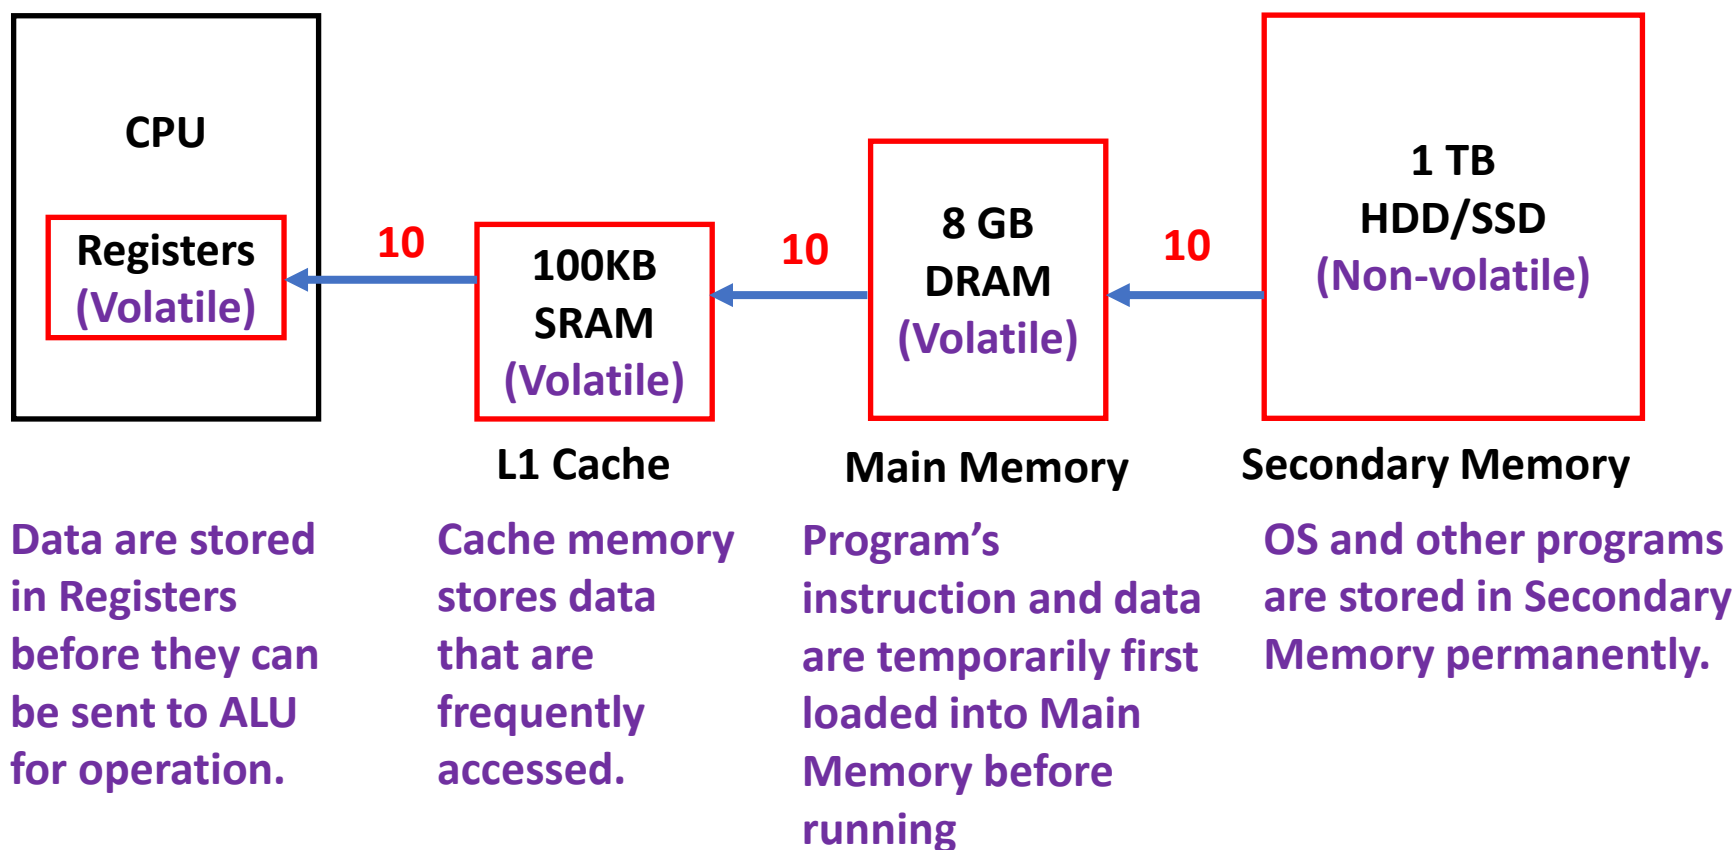 CPU
Registers
(Volatile)
10
100KB
SRAM
(Volatile)
L1 Cache
10
8 GB
DRAM
(Volatile)
Main Memory
10
1 TB
HDD/SSD
(Non-volatile)
Secondary Memory
Data are stored
in Registers
before they can
be sent to ALU
for operation.
Cache memory
stores data
that are
frequently
accessed.
Program’s
instruction and data
are temporarily first
loaded into Main
Memory before
running
OS and other programs
are stored in Secondary
Memory permanently.